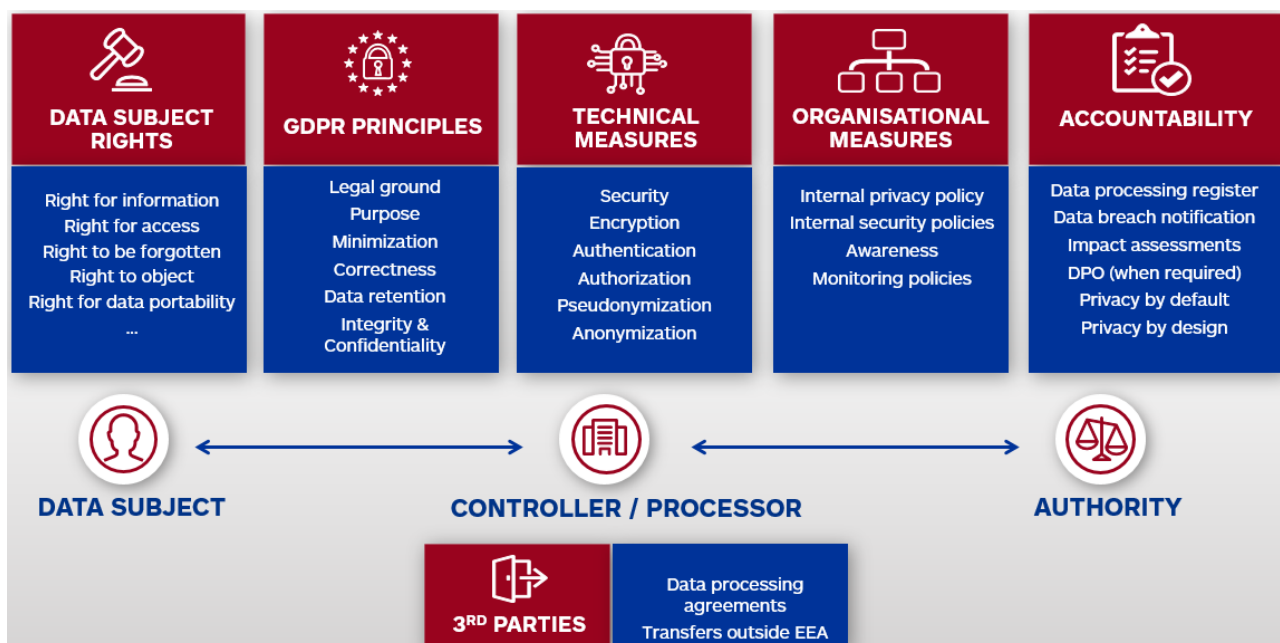 DATA SUBJECT
RIGHTS
Right for information
Right for access
Right to be forgotten
Right to object
Right for data portability
...
GDPR PRINCIPLES
Legal ground
Purpose
Minimization
Correctness
Data retention
Integrity &
Confidentiality
TECHNICAL
MEASURES
Security
Encryption
Authentication
Authorization
Pseudonymization
Anonymization
ORGANISATIONAL
MEASURES
Internal privacy policy
Internal security policies
Awareness
Monitoring policies
ACCOUNTABILITY
Data processing register
Data breach notification
Impact assessments
DPO (when required)
Privacy by default
Privacy by design
DATA SUBJECT
CONTROLLER / PROCESSOR
AUTHORITY
3RD PARTIES
Data processing
agreements
Transfers outside EEA